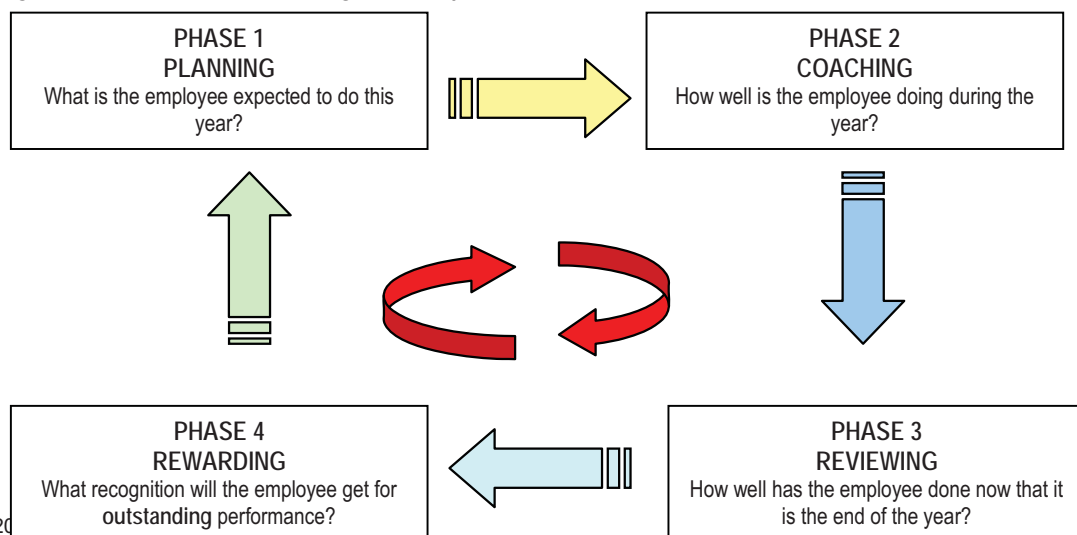 PHASE 1
PLANNING
What is the employee expected to do this
year?
PHASE 2
COACHING
How well is the employee doing during the
year?
PHASE 4
REWARDING
What recognition will the employee get for
outstanding performance?
PHASE 3
REVIEWING
How well has the employee done now that it
is the end of the year?